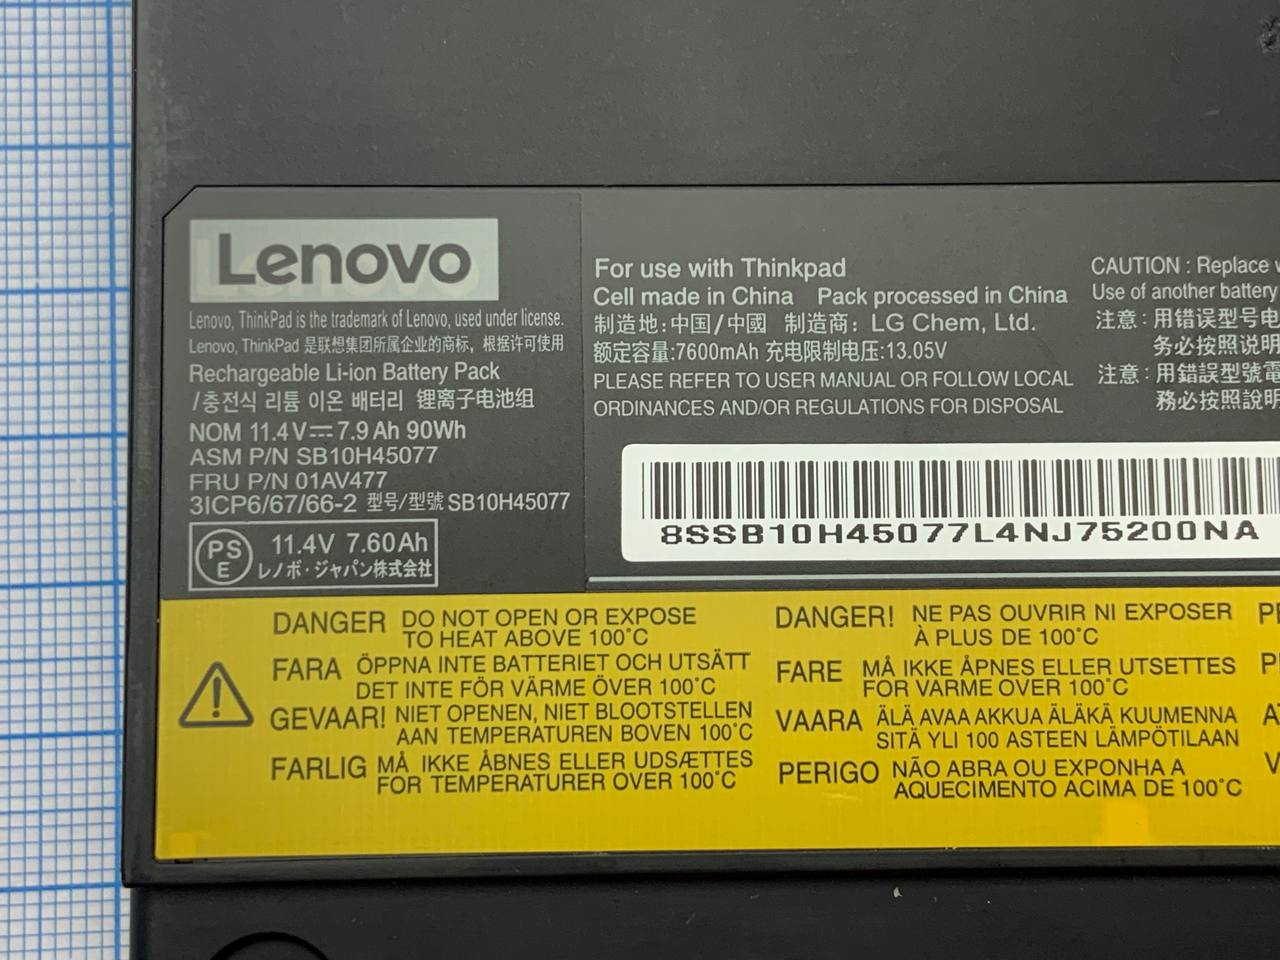 Lenovo
Lenovo, ThinkPad is the trademark of Lenovo, used under license.
Lenovo, ThinkPad 是联想集团所属企业的商标，根据许可使用
Rechargeable Li-ion Battery Pack
/충전식 리튬 이온 배터리 锂离子电池组
NOM 11.4V⎓7.9Ah 90Wh
ASM P/N SB10H45077
FRU P/N 01AV477
3ICP6/67/66-2 型号/型號 SB10H45077
PS
E
11.4V 7.60Ah
レノボ・ジャパン株式会社
For use with Thinkpad
Cell made in China Pack processed in China
制造地:中国/中國 制造商: LG Chem, Ltd.
额定容量:7600mAh 充电限制电压:13.05V
PLEASE REFER TO USER MANUAL OR FOLLOW LOCAL
ORDINANCES AND/OR REGULATIONS FOR DISPOSAL
8SSB10H45077L4NJ75200NA
CAUTION : Replace
Use of another battery
注意：用错误型号电
务必按照说明
注意：用錯誤型號電
務必按照說明
DANGER DO NOT OPEN OR EXPOSE
TO HEAT ABOVE 100°C
FARA ÖPPNA INTE BATTERIET OCH UTSÄTT
DET INTE FÖR VÄRME ÖVER 100°C
GEVAAR! NIET OPENEN, NIET BLOOTSTELLEN
AAN TEMPERATUREN BOVEN 100°C
FARLIG MÅ IKKE ÅBNES ELLER UDSÆTTES
FOR TEMPERATURER OVER 100°C
DANGER! NE PAS OUVRIR NI EXPOSER
À PLUS DE 100°C
FARE MÅ IKKE ÅPNES ELLER UTSETTES
FOR VARME OVER 100°C
VAARA ÄLÄ AVAA AKKUA ÄLÄKÄ KUUMENNA
SITÄ YLI 100 ASTEEN LÄMPÖTILAAN
PERIGO NÃO ABRA OU EXPONHA A
AQUECIMENTO ACIMA DE 100°C